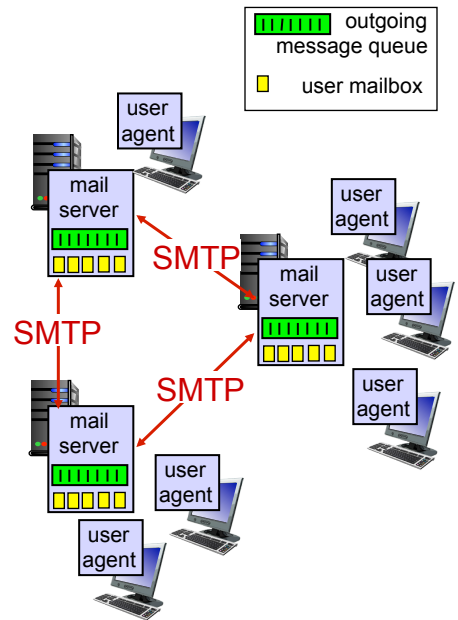 outgoing
message queue
user mailbox
user
agent
mail
server
user
agent
SMTP
mail
server
user
agent
SMTP
SMTP
user
agent
mail
server
user
agent
user
agent